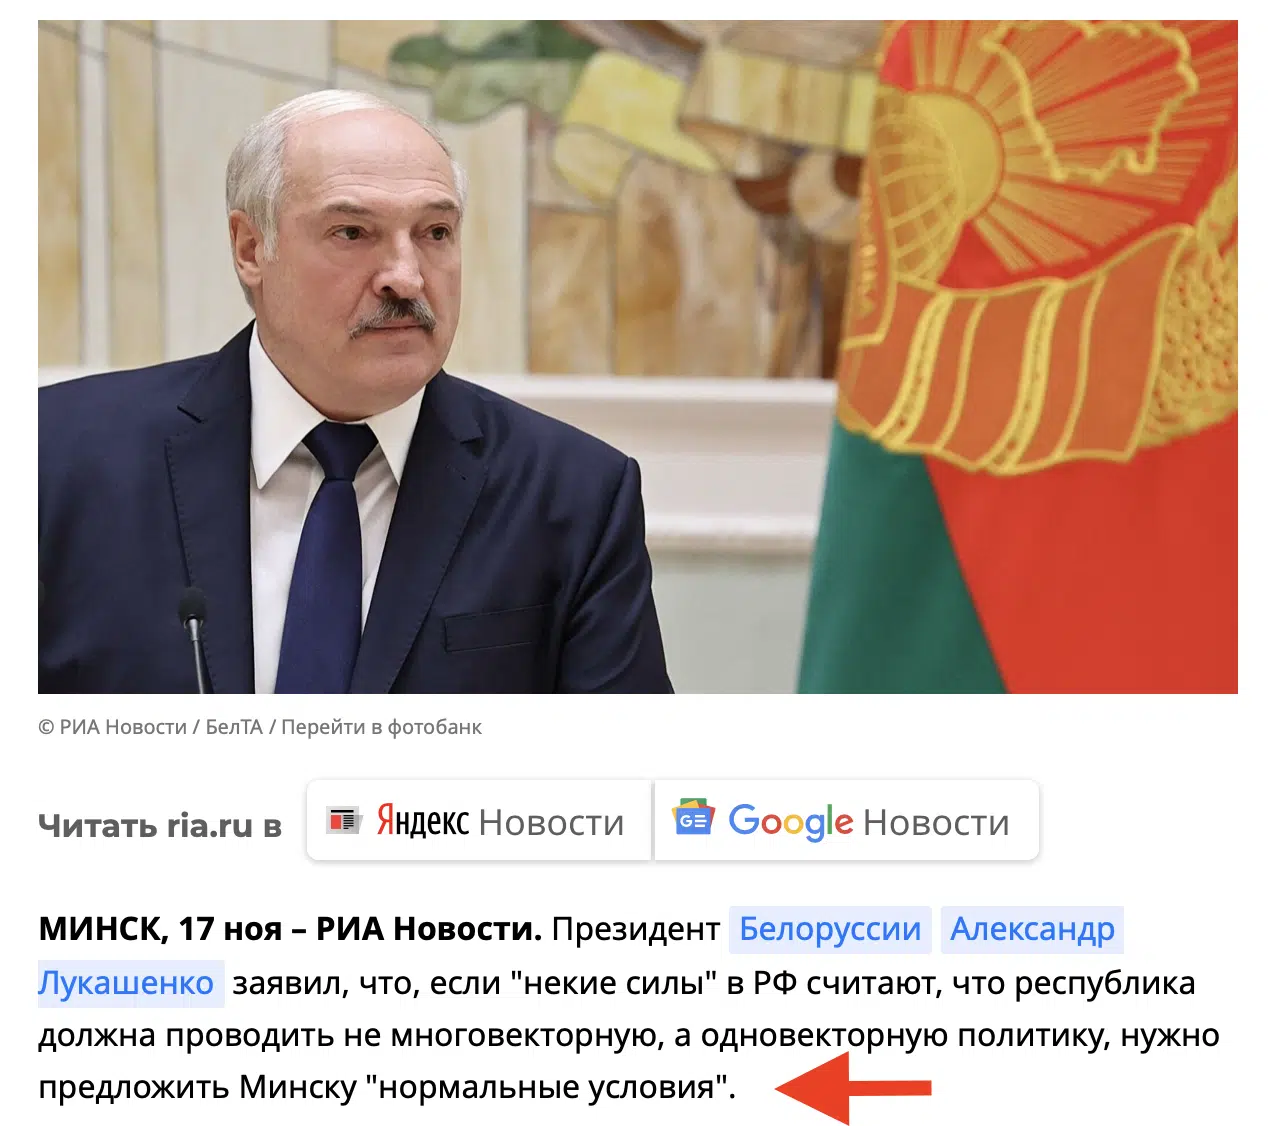 © РИА Новости / БелТА / Перейти в фотобанк
Читать ria.ru в Яндекс Новости Google Новости
МИНСК, 17 ноя – РИА Новости. Президент Белоруссии Александр
Лукашенко заявил, что, если "некие силы" в РФ считают, что республика
должна проводить не многовекторную, а одновекторную политику, нужно
предложить Минску "нормальные условия".